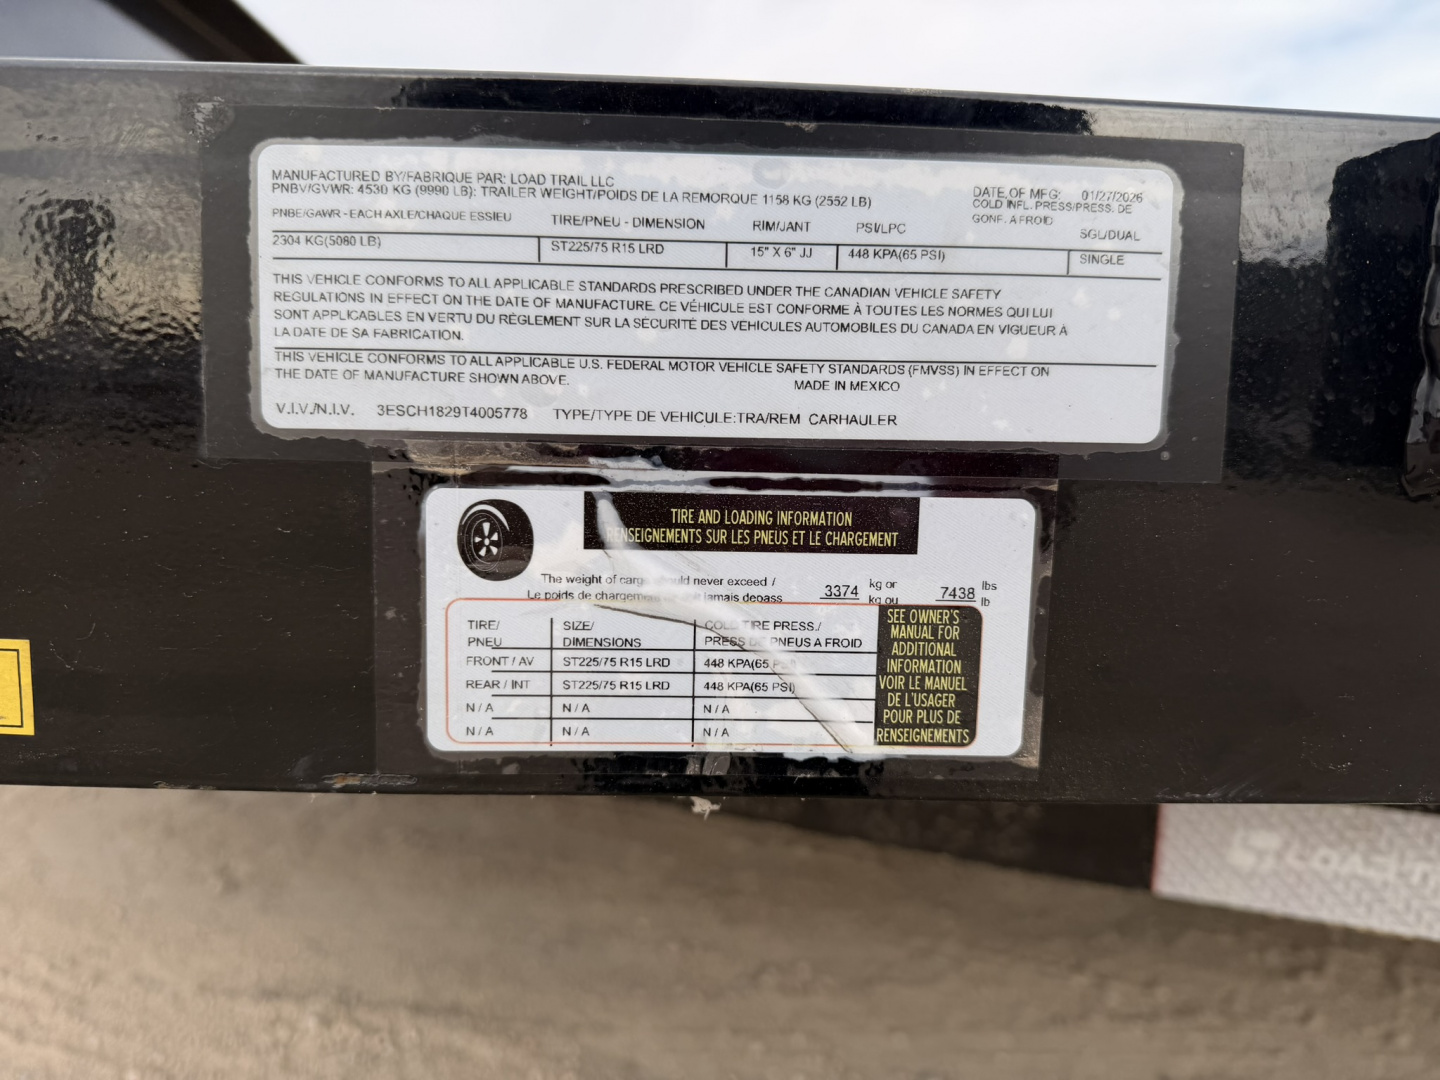 MANUFACTURED BY/FABRIQUE PAR: LOAD TRAIL LLC
PNBV/GVWR: 4530 KG (9990 LB): TRAILER WEIGHT/POIDS DE LA REMORQUE 1158 KG (2552 LB)
DATE OF MFG: 01/27/2026
COLD INFL. PRESS/PRESS. DE
GONF. A FROID
PNBE/GAWR - EACH AXLE/CHAQUE ESSIEU TIRE/PNEU - DIMENSION RIM/JANT PSI/LPC SGL/DUAL
2304 KG(5080 LB) ST225/75 R15 LRD 15" X 6" JJ 448 KPA(65 PSI) SINGLE
THIS VEHICLE CONFORMS TO ALL APPLICABLE STANDARDS PRESCRIBED UNDER THE CANADIAN VEHICLE SAFETY
REGULATIONS IN EFFECT ON THE DATE OF MANUFACTURE. CE VÉHICULE EST CONFORME À TOUTES LES NORMES QUI LUI
SONT APPLICABLES EN VERTU DU RÈGLEMENT SUR LA SÉCURITÉ DES VÉHICULES AUTOMOBILES DU CANADA EN VIGUEUR À
LA DATE DE SA FABRICATION.
THIS VEHICLE CONFORMS TO ALL APPLICABLE U.S. FEDERAL MOTOR VEHICLE SAFETY STANDARDS (FMVSS) IN EFFECT ON
THE DATE OF MANUFACTURE SHOWN ABOVE. MADE IN MEXICO
V.I.V./N.I.V. 3ESCH1829T4005778 TYPE/TYPE DE VEHICULE:TRA/REM CARHAULER
TIRE AND LOADING INFORMATION
RENSEIGNEMENTS SUR LES PNEUS ET LE CHARGEMENT
The weight of cargo should never exceed / 3374 kg or 7438 lbs
Le poids de chargement doit jamais depass kg ou lb
TIRE/ SIZE/ COLD TIRE PRESS./
PNEU DIMENSIONS PRESS DE PNEUS A FROID
FRONT / AV ST225/75 R15 LRD 448 KPA(65 PSI)
REAR / INT ST225/75 R15 LRD 448 KPA(65 PSI)
N / A N / A N / A
N / A N / A N / A
SEE OWNER'S
MANUAL FOR
ADDITIONAL
INFORMATION
VOIR LE MANUEL
DE L'USAGER
POUR PLUS DE
RENSEIGNEMENTS